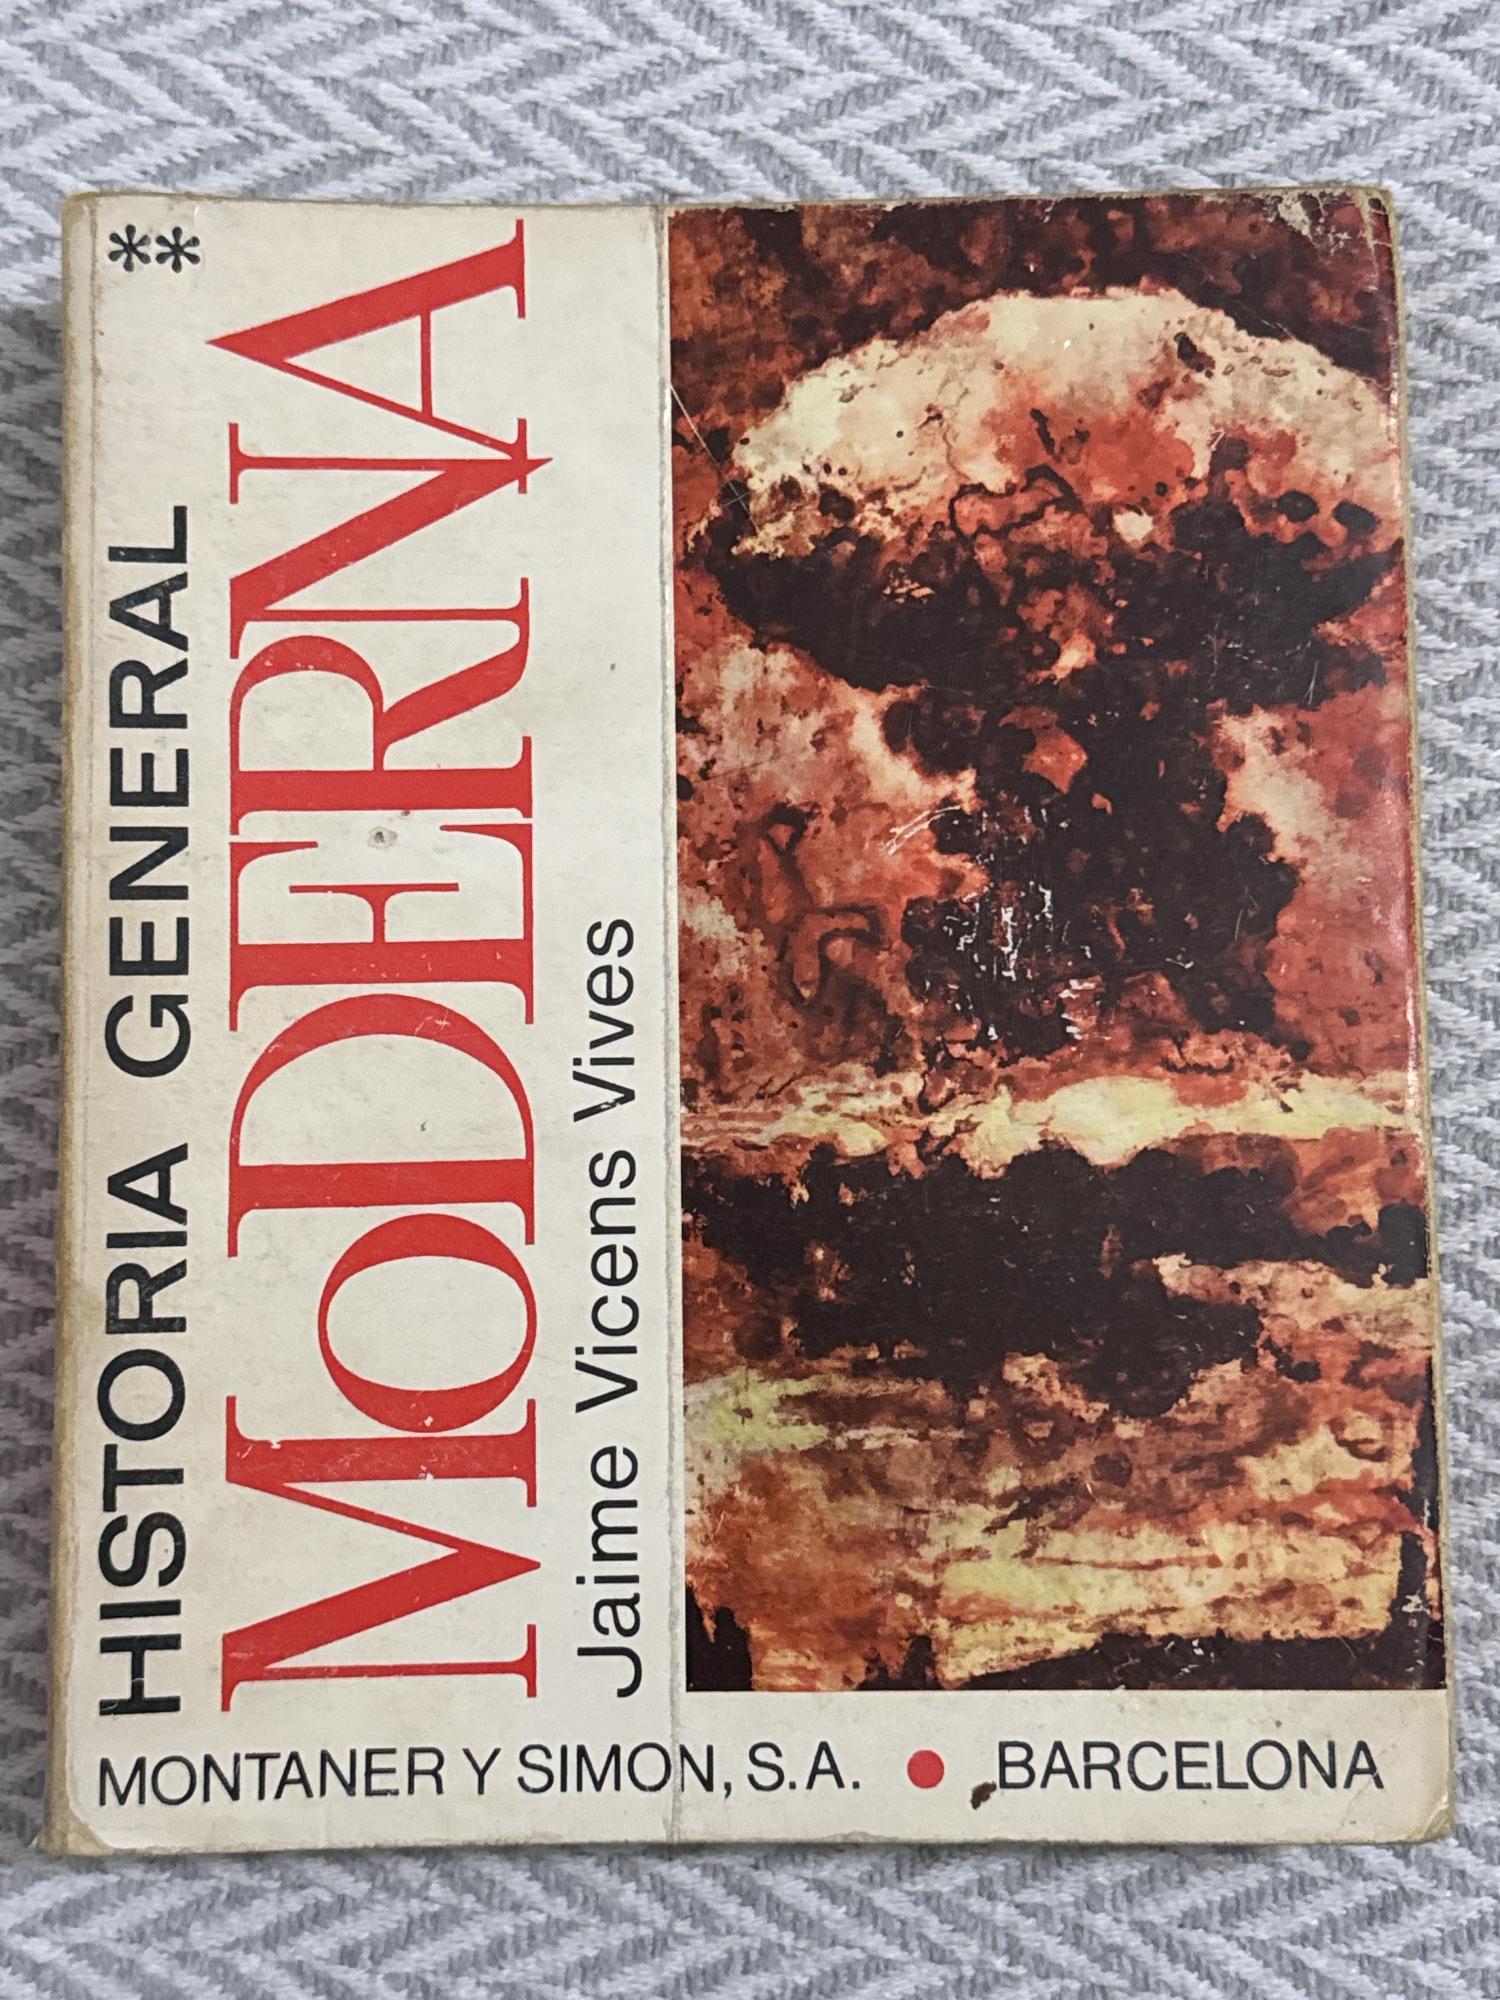 HISTORIA GENERAL **
MoDERNA
Jaime Vicens Vives
MONTANER Y SIMON, S.A. ● BARCELONA